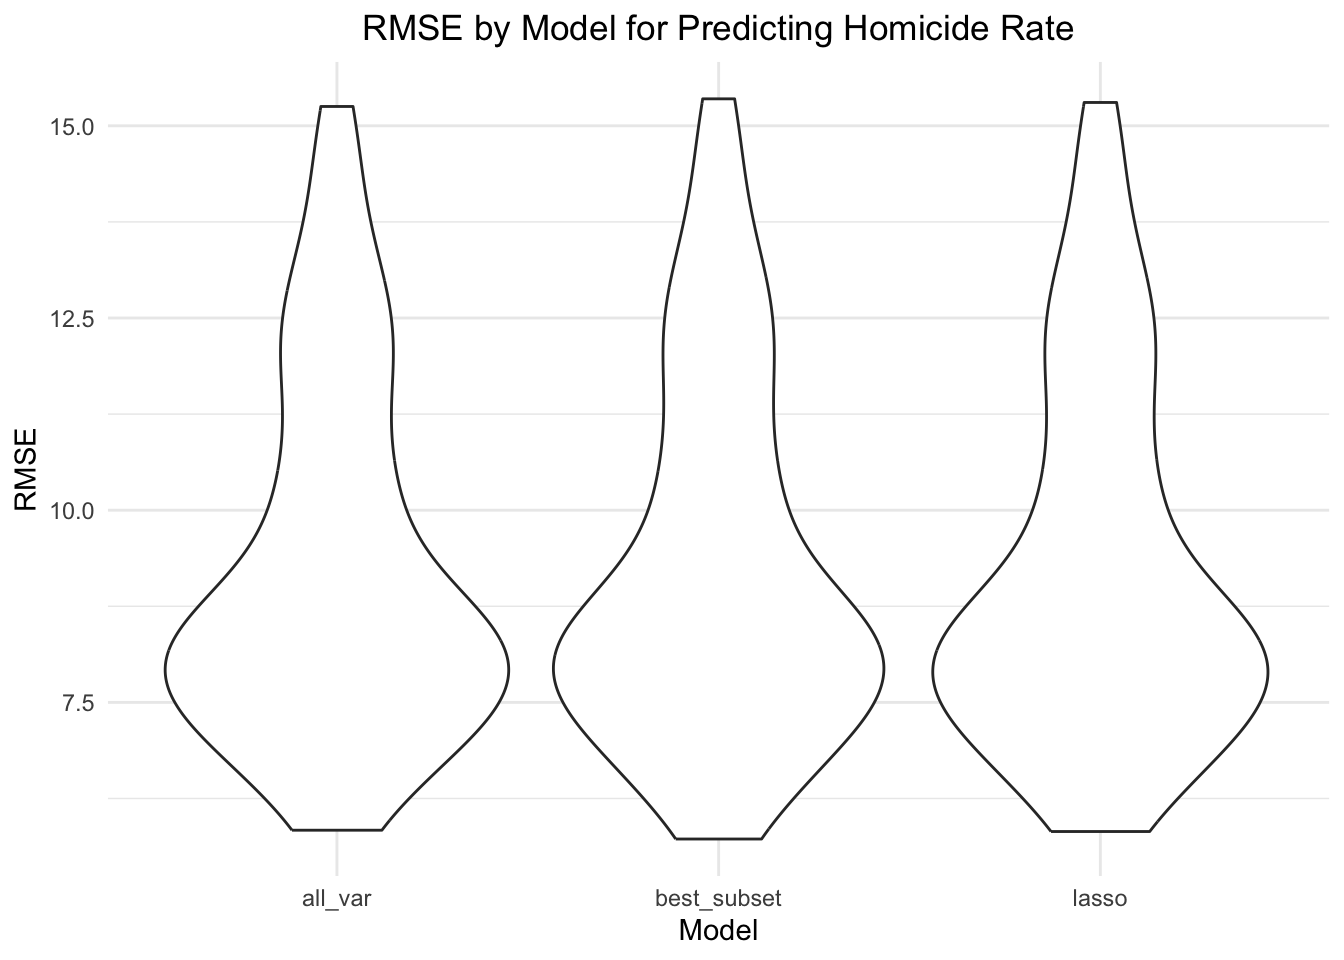 RMSE by Model for Predicting Homicide Rate
15.0
12.5
10.0
7.5
RMSE
all_var best_subset lasso
Model